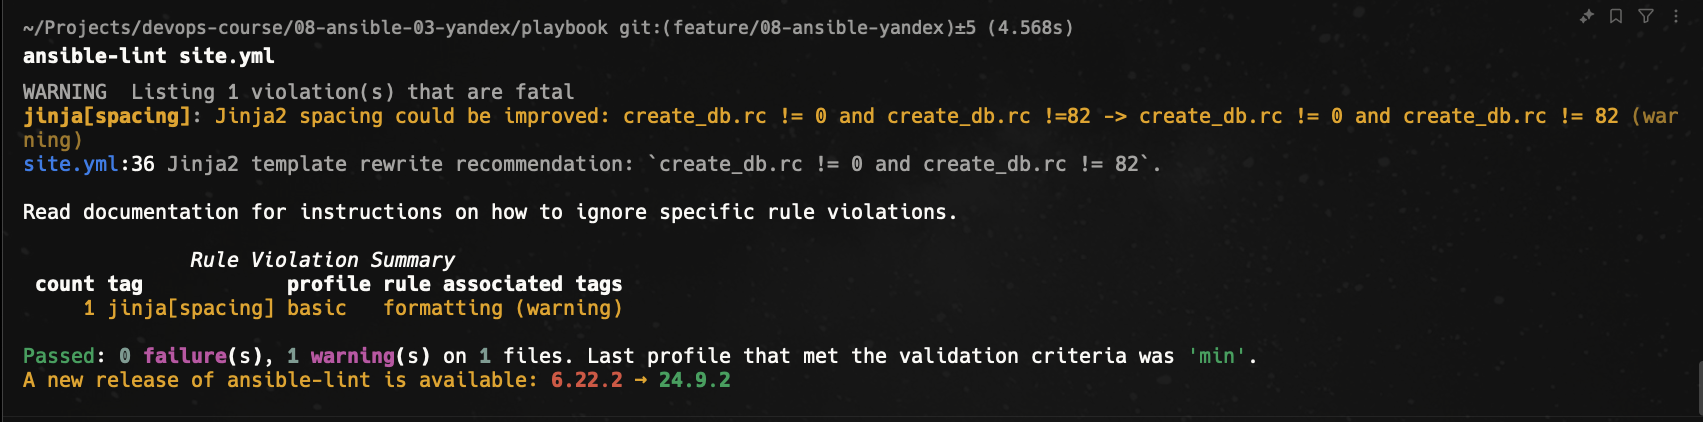 ~/Projects/devops-course/08-ansible-03-yandex/playbook git:(feature/08-ansible-yandex)±5 (4.568s)
ansible-lint site.yml
WARNING  Listing 1 violation(s) that are fatal
jinja[spacing]: Jinja2 spacing could be improved: create_db.rc != 0 and create_db.rc !=82 -> create_db.rc != 0 and create_db.rc != 82 (war
ning)
site.yml:36 Jinja2 template rewrite recommendation: `create_db.rc != 0 and create_db.rc != 82`.
Read documentation for instructions on how to ignore specific rule violations.
Rule Violation Summary
count tag            profile rule associated tags
1 jinja[spacing] basic   formatting (warning)
Passed: 0 failure(s), 1 warning(s) on 1 files. Last profile that met the validation criteria was 'min'.
A new release of ansible-lint is available: 6.22.2 → 24.9.2